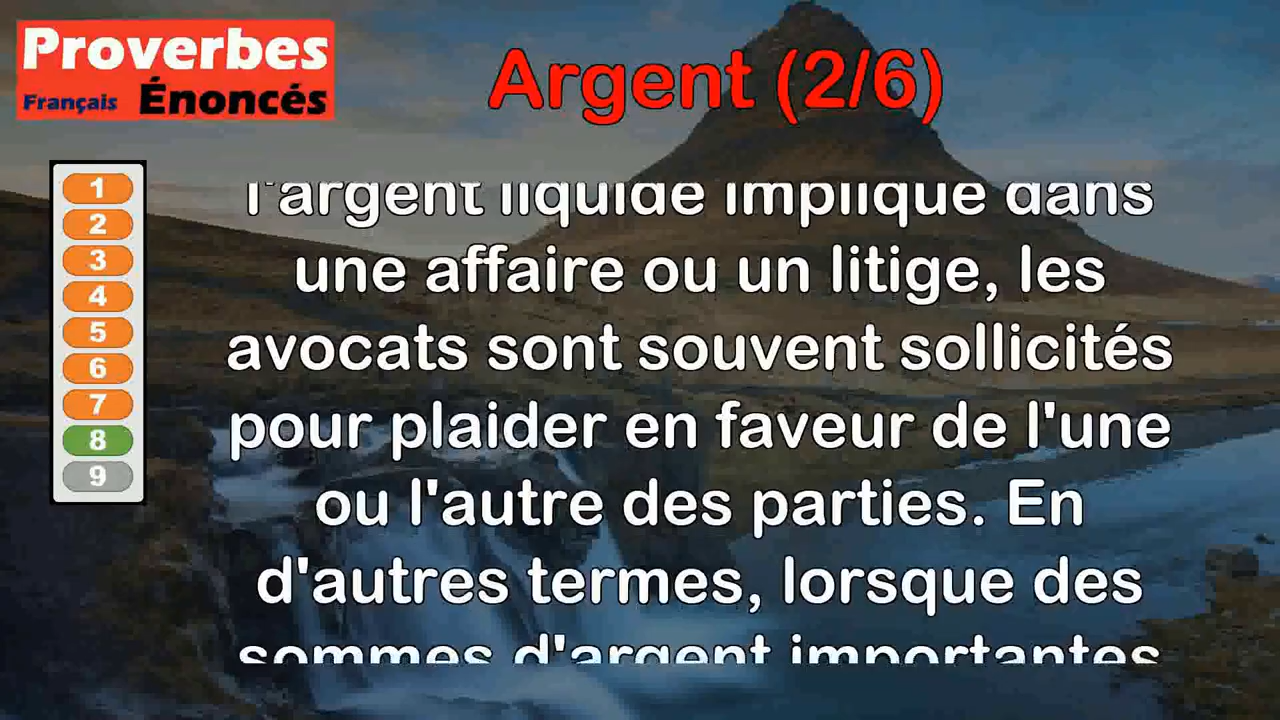 Proverbes
Français Énoncés
Argent (2/6)
1
2
3
4
5
6
7
8
9
l'argent liquide impliqué dans
une affaire ou un litige, les
avocats sont souvent sollicités
pour plaider en faveur de l'une
ou l'autre des parties. En
d'autres termes, lorsque des
sommes d'argent importantes